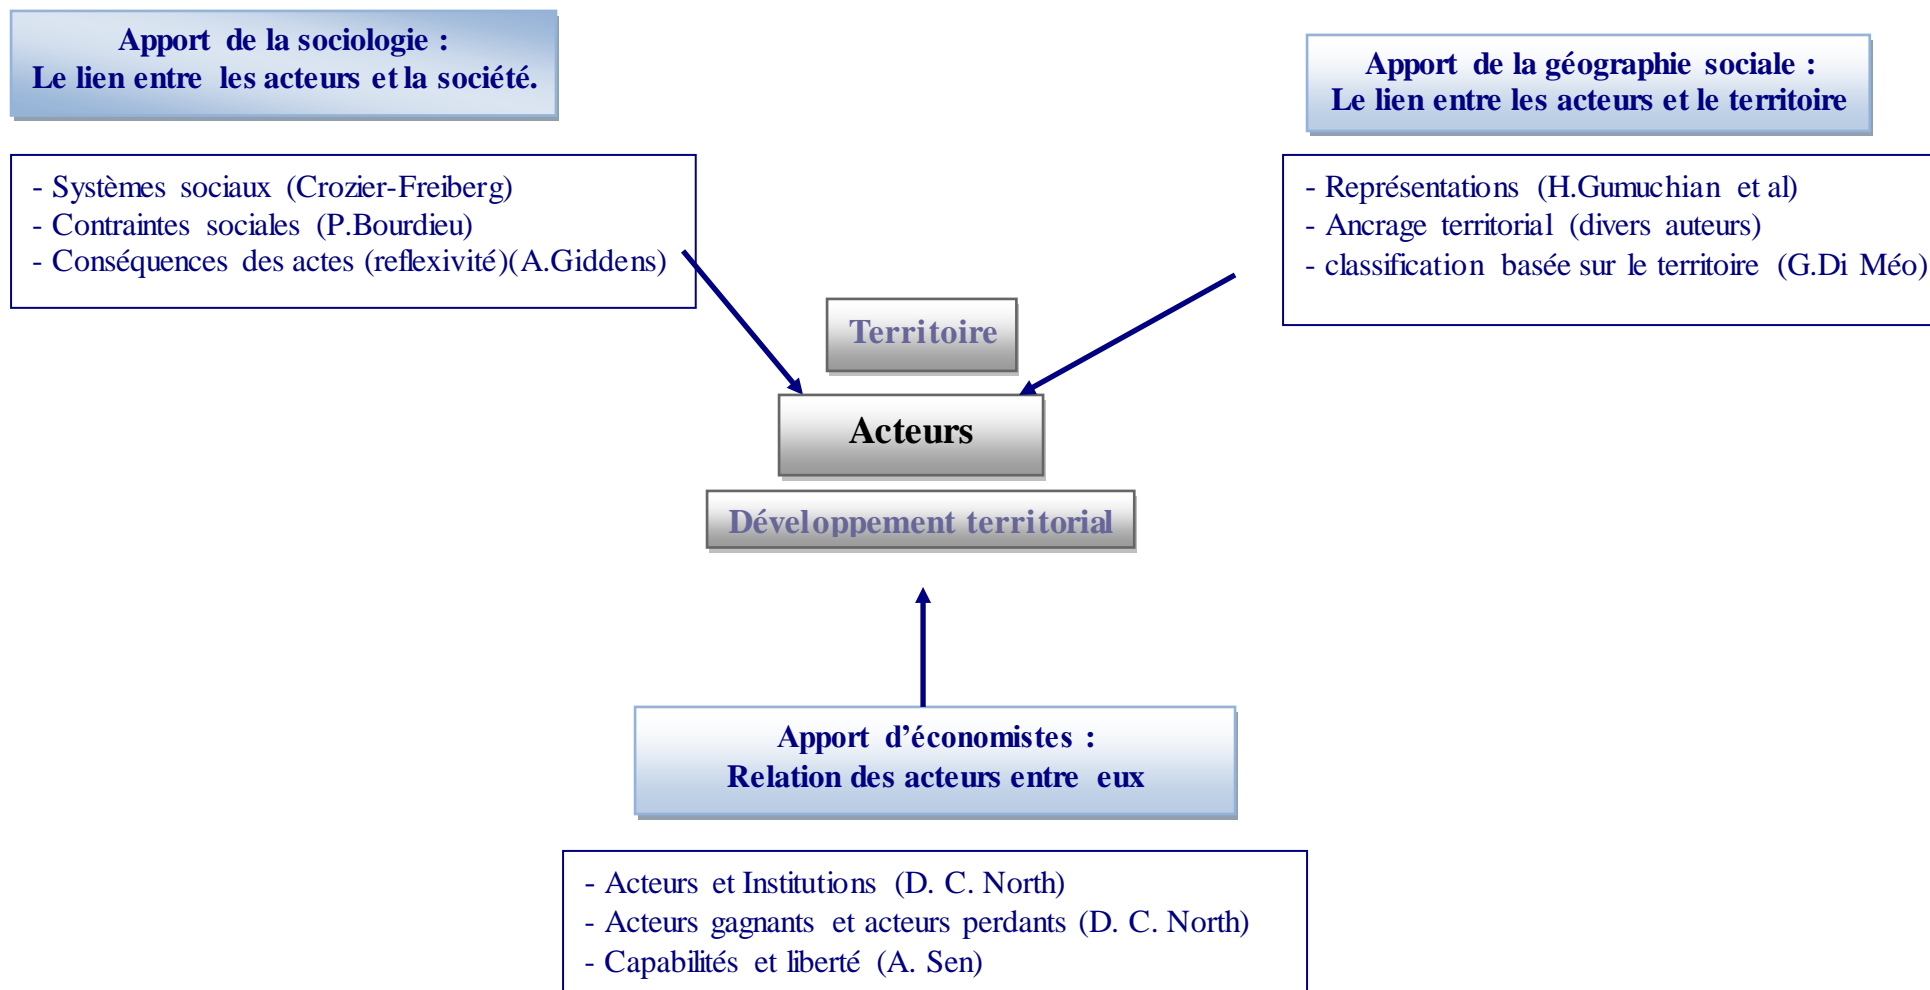 Apport de la sociologie :
Le lien entre les acteurs et la société.
- Systèmes sociaux (Crozier-Freiberg)
- Contraintes sociales (P.Bourdieu)
- Conséquences des actes (reflexivité)(A.Giddens)
Apport de la géographie sociale :
Le lien entre les acteurs et le territoire
- Représentations (H.Gumuchian et al)
- Ancrage territorial (divers auteurs)
- classification basée sur le territoire (G.Di Méo)
Territoire
Acteurs
Développement territorial
Apport d’économistes :
Relation des acteurs entre eux
- Acteurs et Institutions (D. C. North)
- Acteurs gagnants et acteurs perdants (D. C. North)
- Capabilités et liberté (A. Sen)